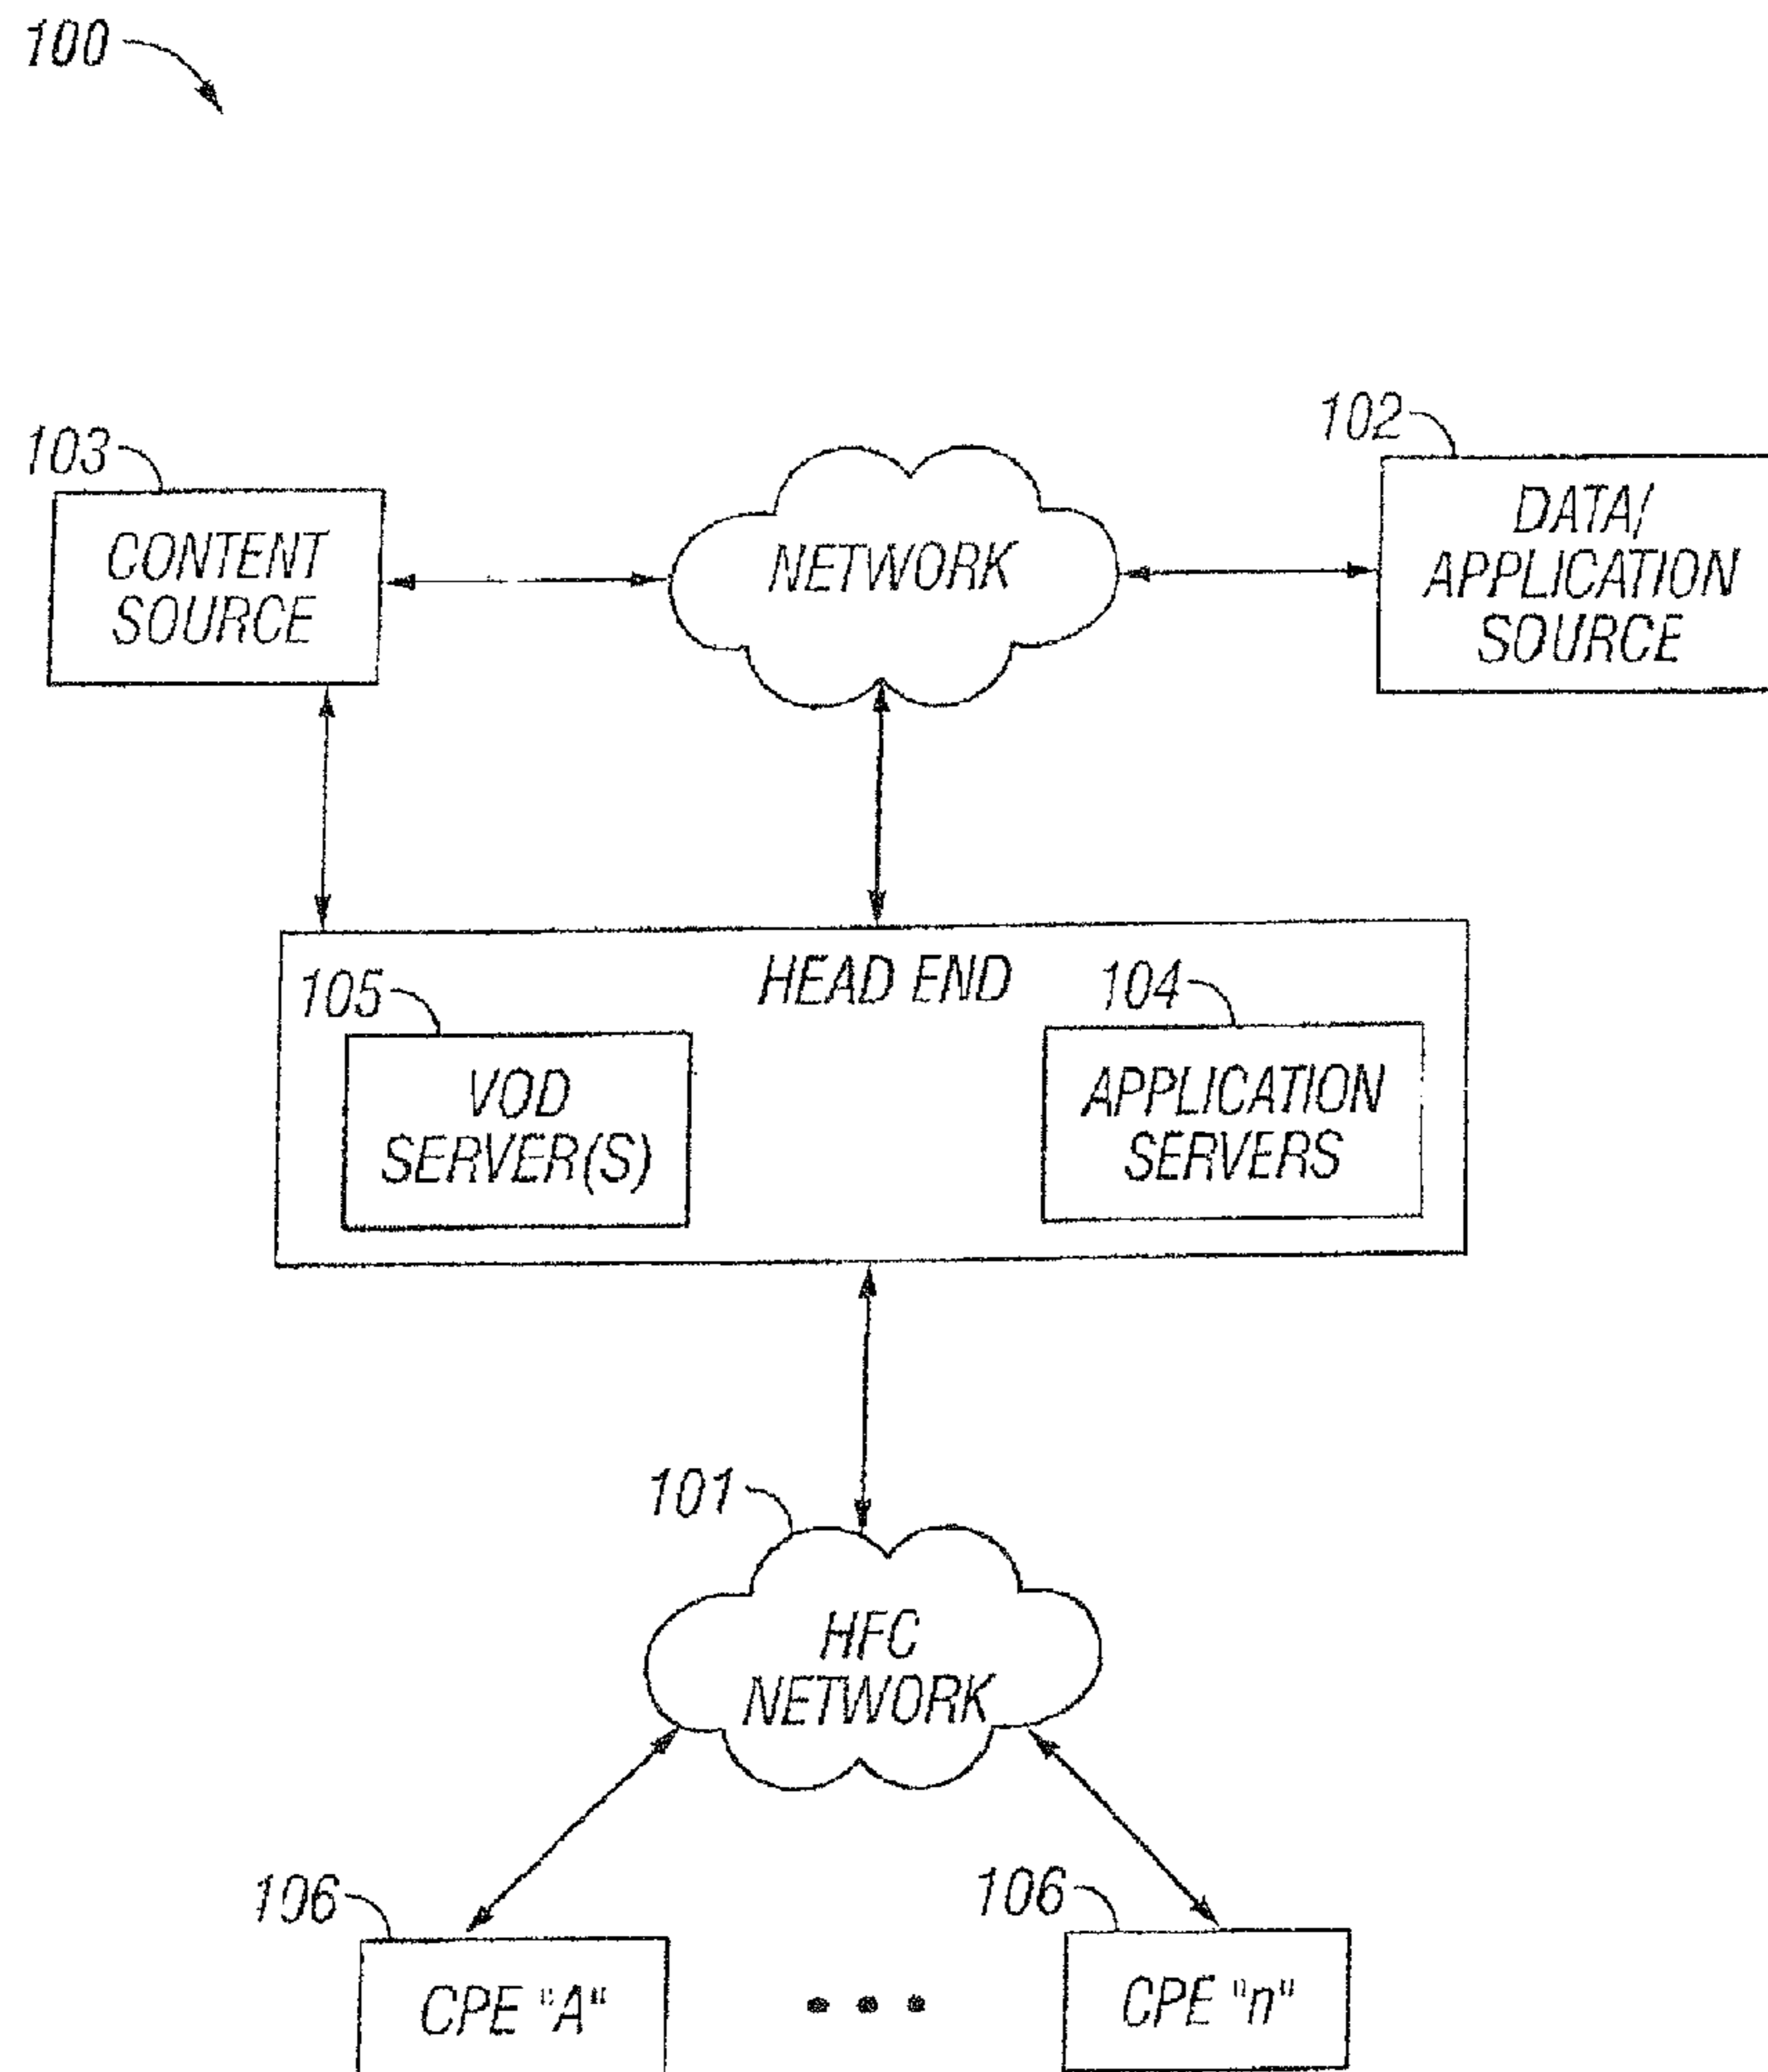 100
103
CONTENT
SOURCE
NETWORK
102
DATA/
APPLICATION
SOURCE
HEAD END
105
VOD
SERVER(S)
104
APPLICATION
SERVERS
101
HFC
NETWORK
106
CPE "A"
106
CPE "n"